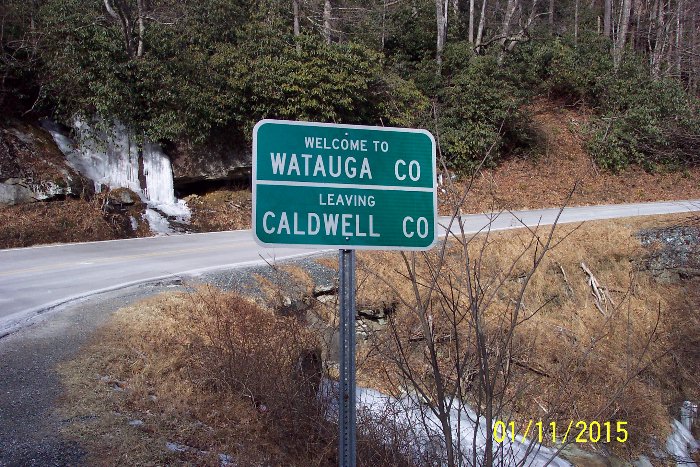 WELCOME TO
WATAUGA CO
LEAVING
CALDWELL CO
01/11/2015